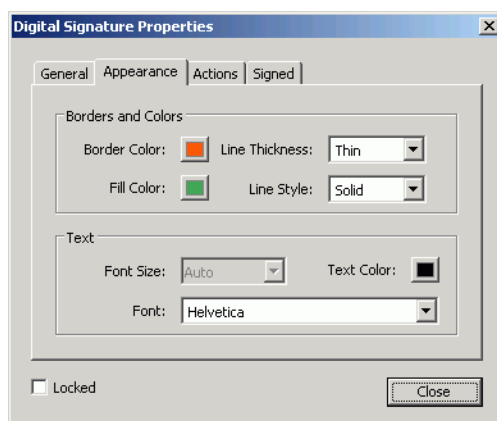 Digital Signature Properties
General Appearance Actions Signed
Borders and Colors
Border Color: Line Thickness: Thin
Fill Color: Line Style: Solid
Text
Font Size: Auto Text Color:
Font: Helvetica
Locked Close